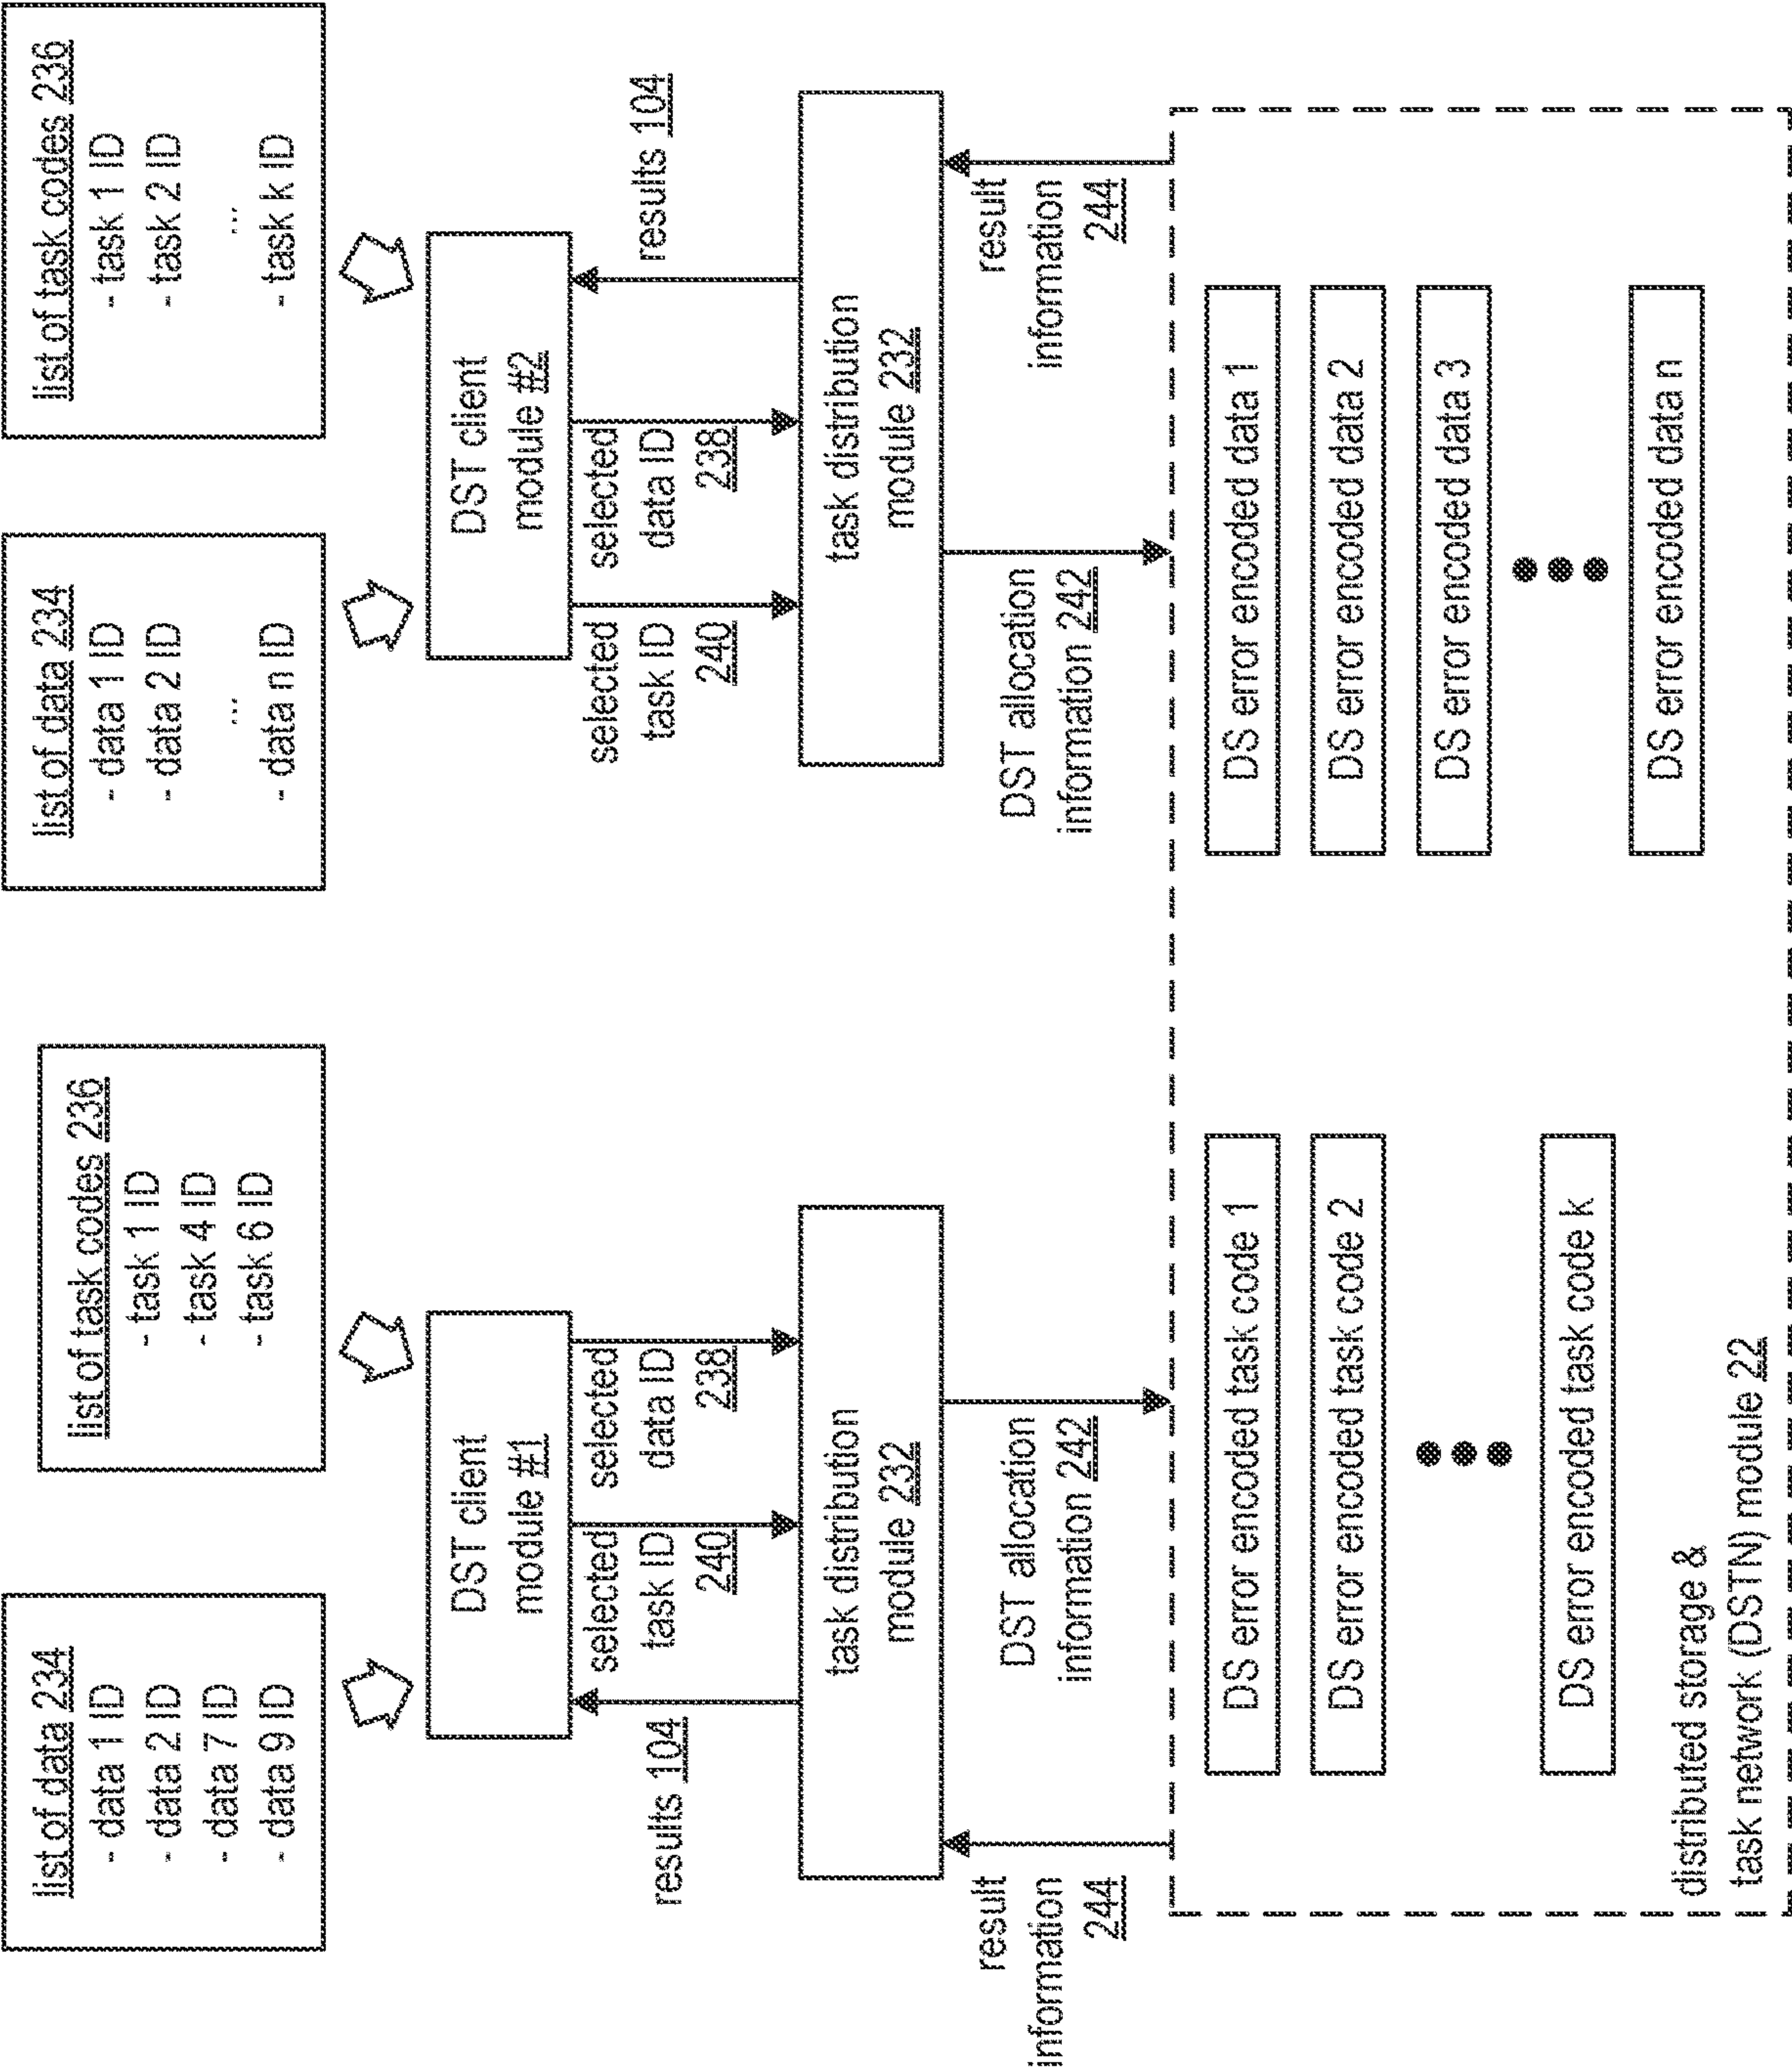 list of data 234
- data 1 ID
- data 2 ID
- data 7 ID
- data 9 ID
list of task codes 236
- task 1 ID
- task 4 ID
- task 6 ID
list of data 234
- data 1 ID
- data 2 ID
...
- data n ID
list of task codes 236
- task 1 ID
- task 2 ID
...
- task k ID
DST client
module #1
DST client
module #2
results 104
selected
task ID
240
selected
data ID
238
selected
task ID
240
selected
data ID
238
results 104
task distribution
module 232
task distribution
module 232
result
information
244
DST allocation
information 242
DST allocation
information 242
result
information
244
DS error encoded task code 1
DS error encoded task code 2
DS error encoded task code k
DS error encoded data 1
DS error encoded data 2
DS error encoded data 3
DS error encoded data n
distributed storage &
task network (DSTN) module 22